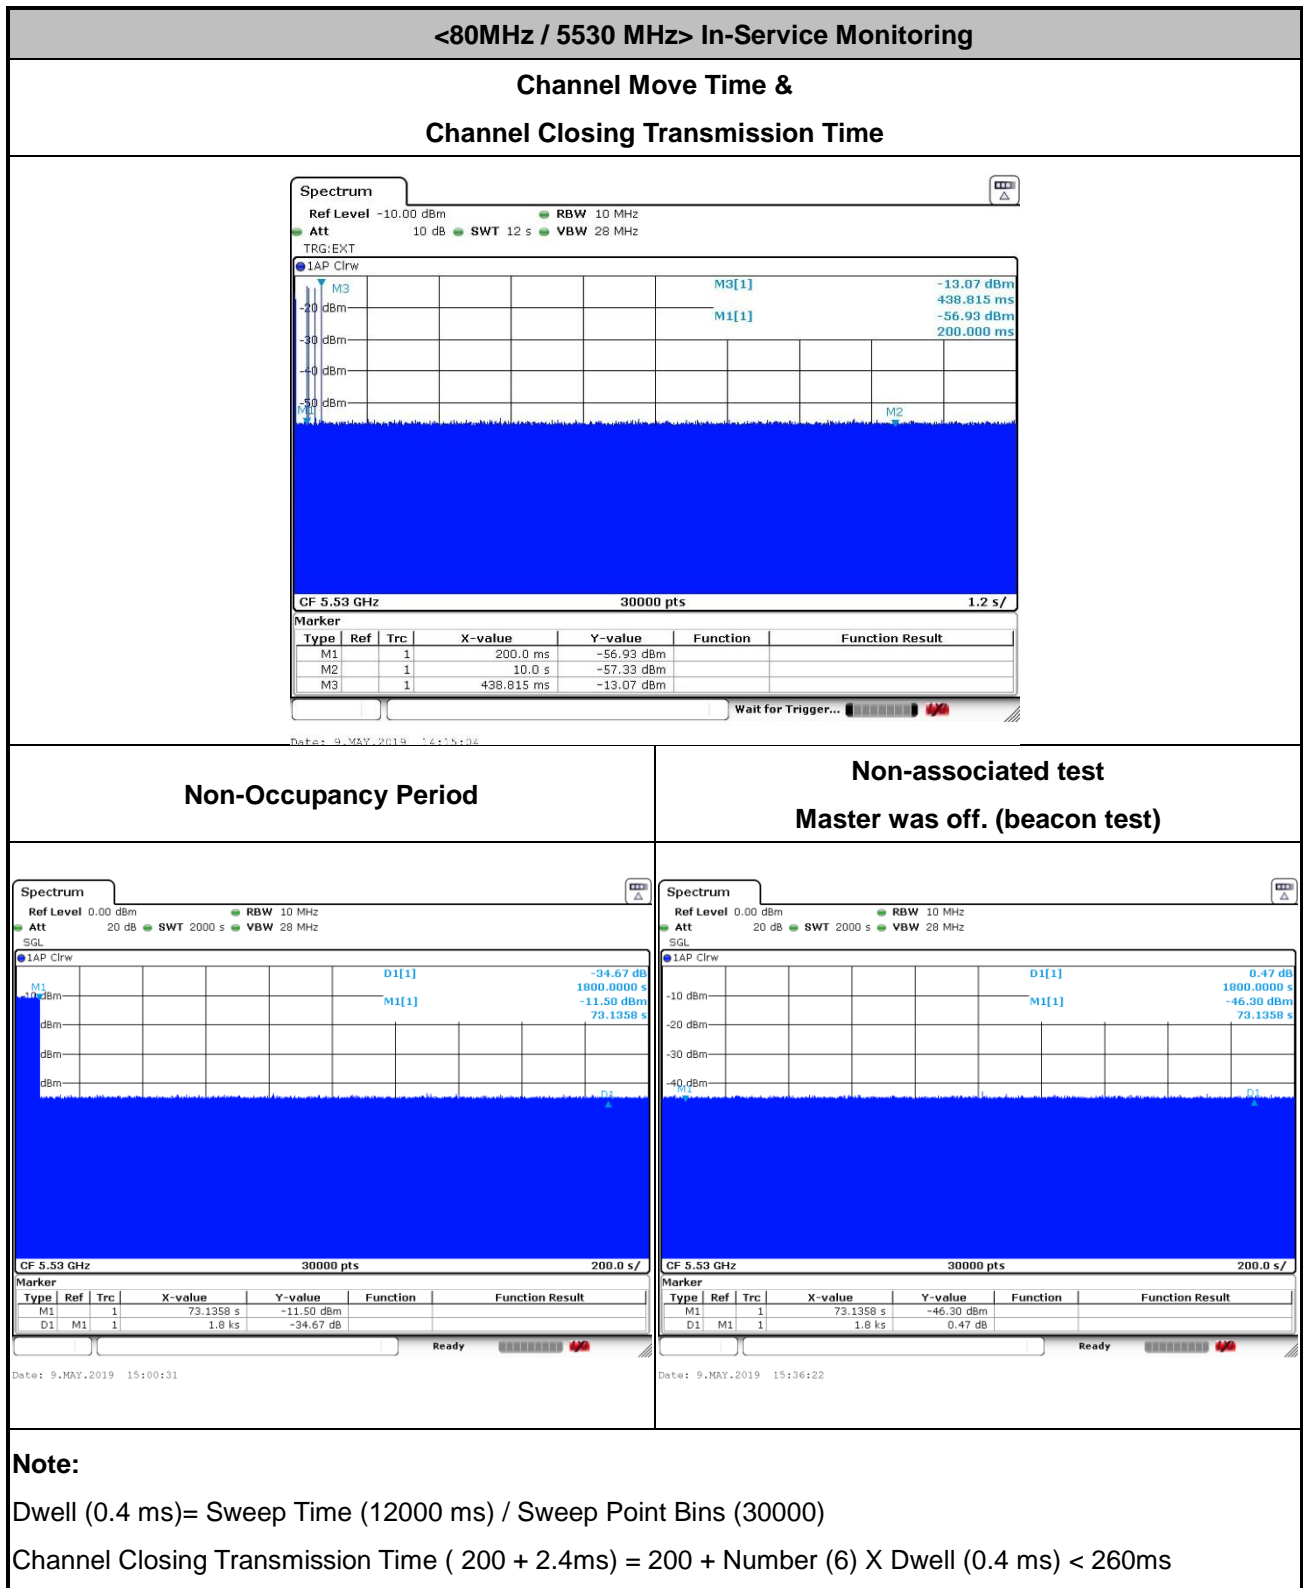 <80MHz / 5530 MHz> In-Service Monitoring
Channel Move Time &
Channel Closing Transmission Time
Spectrum
Ref Level -10.00 dBm RBW 10 MHz
Att 10 dB SWT 12 s VBW 28 MHz
TRG:EXT
1AP Clrw
M3[1] -13.07 dBm
438.815 ms
M1[1] -56.93 dBm
200.000 ms
M3
-20 dBm
-30 dBm
-40 dBm
-50 dBm
M1
M2
CF 5.53 GHz 30000 pts 1.2 s/
Marker
Type Ref Trc X-value Y-value Function Function Result
M1 1 200.0 ms -56.93 dBm
M2 1 10.0 s -57.33 dBm
M3 1 438.815 ms -13.07 dBm
Wait for Trigger...
Date: 9.MAY.2019 14:15:04
Non-Occupancy Period
Non-associated test
Master was off. (beacon test)
Spectrum
Ref Level 0.00 dBm RBW 10 MHz
Att 20 dB SWT 2000 s VBW 28 MHz
SGL
1AP Clrw
D1[1] -34.67 dB
1800.0000 s
M1[1] -11.50 dBm
73.1358 s
M1
-10 dBm
dBm
dBm
dBm
D1
CF 5.53 GHz 30000 pts 200.0 s/
Marker
Type Ref Trc X-value Y-value Function Function Result
M1 1 73.1358 s -11.50 dBm
D1 M1 1 1.8 ks -34.67 dB
Ready
Date: 9.MAY.2019 15:00:31
Spectrum
Ref Level 0.00 dBm RBW 10 MHz
Att 20 dB SWT 2000 s VBW 28 MHz
SGL
1AP Clrw
D1[1] 0.47 dB
1800.0000 s
M1[1] -46.30 dBm
73.1358 s
-10 dBm
-20 dBm
-30 dBm
-40 dBm
M1
D1
CF 5.53 GHz 30000 pts 200.0 s/
Marker
Type Ref Trc X-value Y-value Function Function Result
M1 1 73.1358 s -46.30 dBm
D1 M1 1 1.8 ks 0.47 dB
Ready
Date: 9.MAY.2019 15:36:22
Note:
Dwell (0.4 ms)= Sweep Time (12000 ms) / Sweep Point Bins (30000)
Channel Closing Transmission Time ( 200 + 2.4ms) = 200 + Number (6) X Dwell (0.4 ms) < 260ms